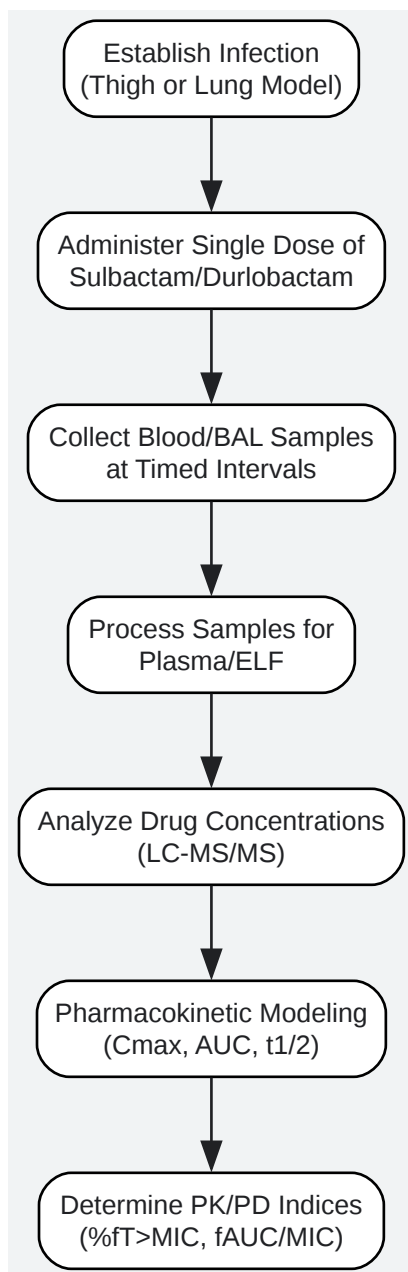 Establish Infection
(Thigh or Lung Model)
Administer Single Dose of
Sulbactam/Durlobactam
Collect Blood/BAL Samples
at Timed Intervals
Process Samples for
Plasma/ELF
Analyze Drug Concentrations
(LC-MS/MS)
Pharmacokinetic Modeling
(Cmax, AUC, t1/2)
Determine PK/PD Indices
(%fT>MIC, fAUC/MIC)